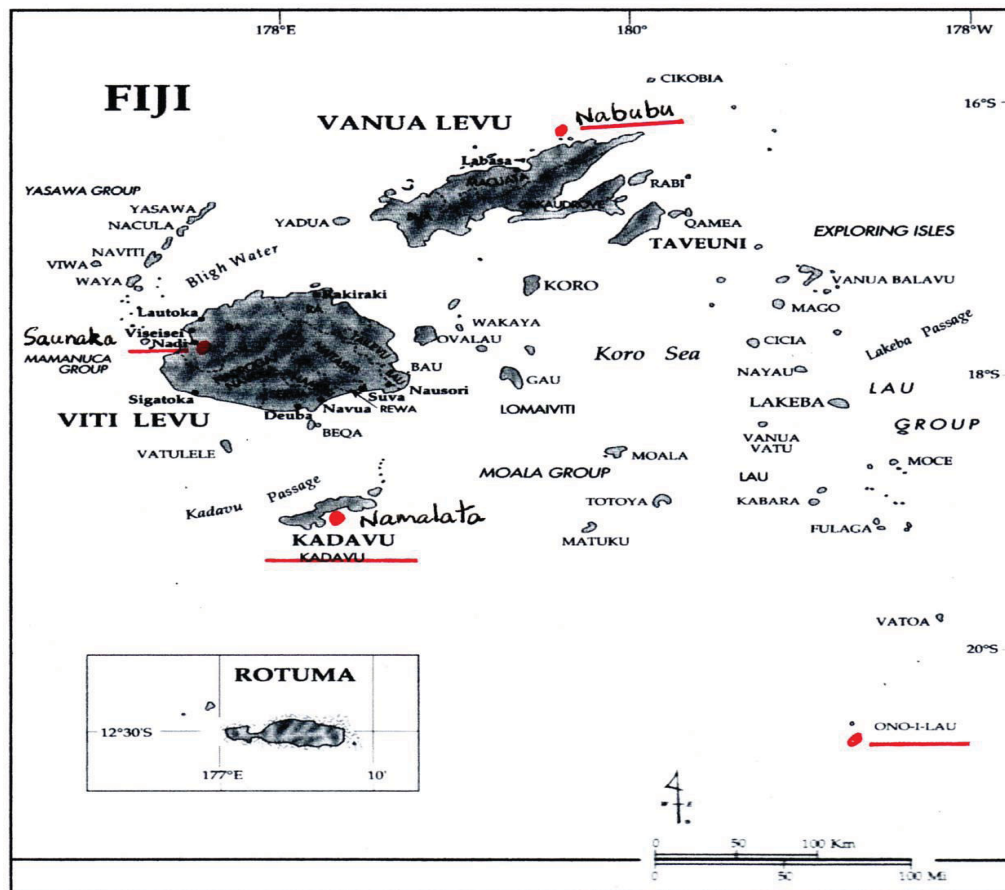 178°E 180° 178°W
CIKOBIA
16°S
FIJI
Nabubu
VANUA LEVU
Labasa
MACUATA
RABI
YASAWA GROUP
YASAWA
NACULA
YADUA
BUA
CAKAUDROVE
QAMEA
TAVEUNI
EXPLORING ISLES
NAVITI
VIWA
WAYA
Bligh Water
VANUA BALAVU
KORO
Rakiraki
RA
MAGO
Lautoka
BA
WAKAYA
Lakeba Passage
Saunaka
Viseisei
Nadi
OVALAU
Koro Sea
CICIA
MAMANUCA
GROUP
BAU
NAYAU
18°S
GAU
Sigatoka
Suva
Nausori
LAKEBA
LAU
GROUP
VITI LEVU
Deuba
Navua
REWA
LOMAIVITI
BEQA
VANUA
VATU
VATULELE
MOALA GROUP
MOALA
LAU
MOCE
Kadavu Passage
TOTOYA
KABARA
Namalata
MATUKU
FULAGA
KADAVU
KADAVU
VATOA
20°S
ROTUMA
ONO-I-LAU
12°30'S
177°E 10'
0 50 100 Km
0 50 100 Mi